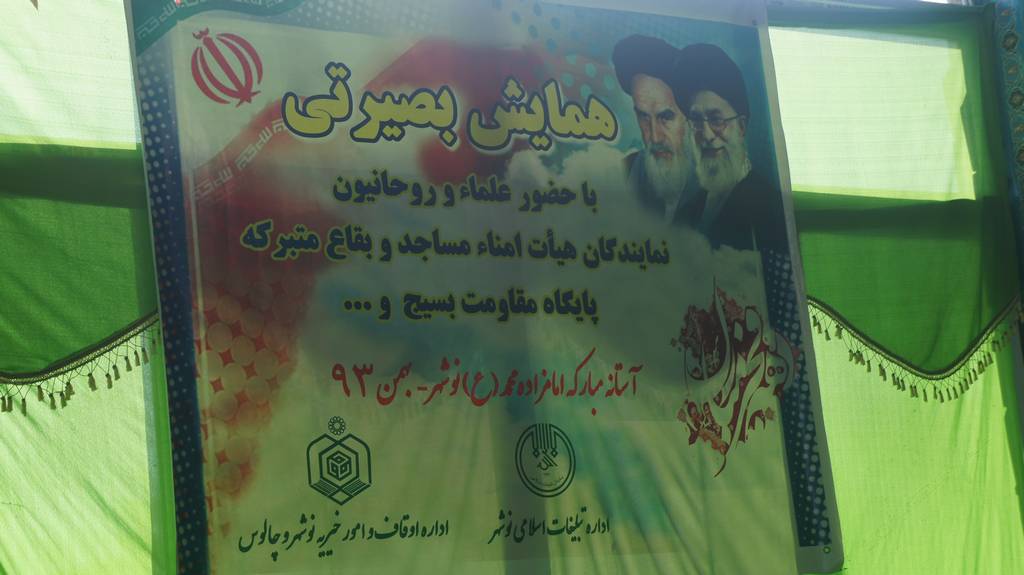 همایش بصیرتی
با حضور علماء و روحانیون
نمایندگان هیأت امناء مساجد و بقاع متبرکه
پایگاه مقاومت بسیج و ...
آستانه مبارکه امامزاده محمد (ع) نوشهر - بهمن ۹۳
اداره تبلیغات اسلامی نوشهر
اداره اوقاف و امور خیریه نوشهر و چالوس